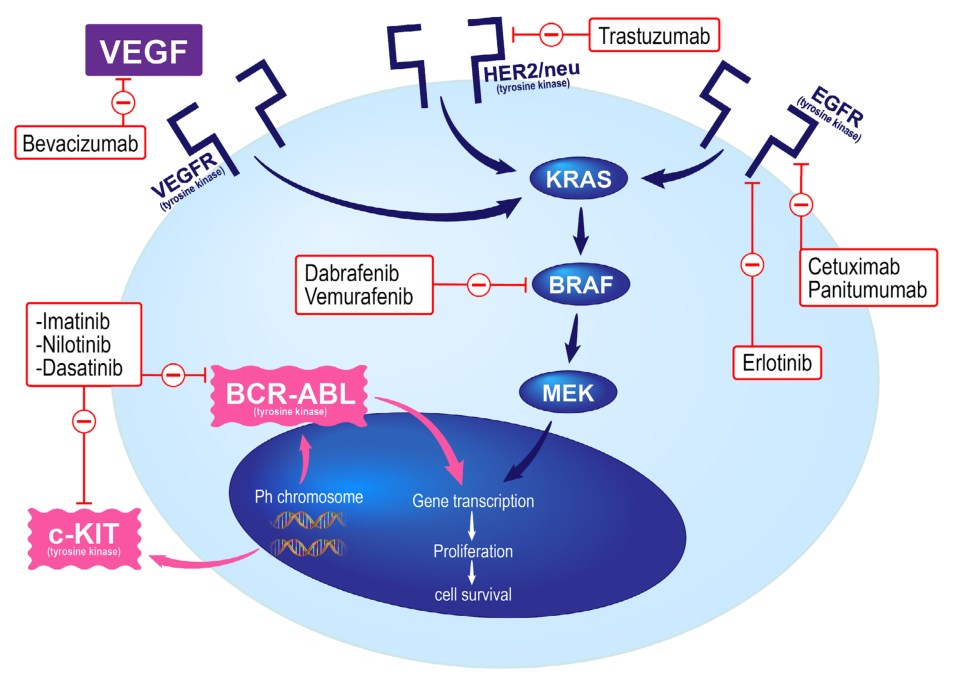 VEGF
Bevacizumab
VEGFR
(tyrosine kinase)
HER2/neu
(tyrosine kinase)
Trastuzumab
EGFR
(tyrosine kinase)
KRAS
BRAF
MEK
Dabrafenib
Vemurafenib
Cetuximab
Panitumumab
Erlotinib
-Imatinib
-Nilotinib
-Dasatinib
BCR-ABL
(tyrosine kinase)
c-KIT
(tyrosine kinase)
Ph chromosome
Gene transcription
Proliferation
cell survival